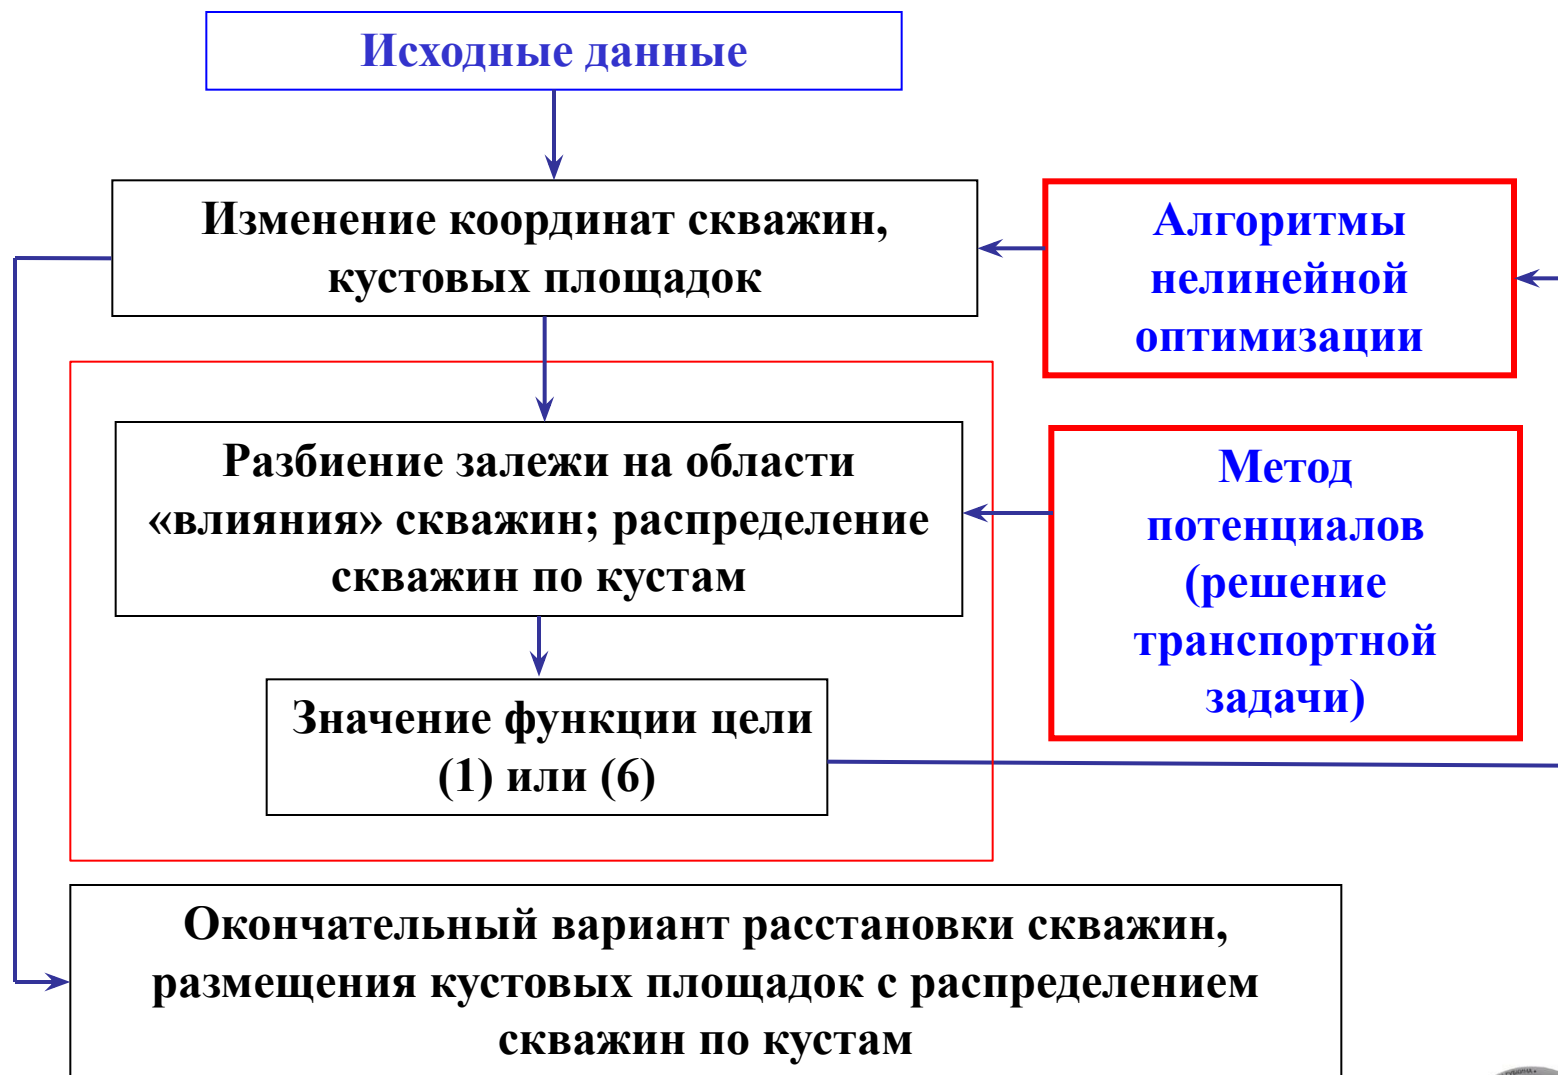 Исходные данные
Изменение координат скважин,
кустовых площадок
Алгоритмы
нелинейной
оптимизации
Разбиение залежи на области
«влияния» скважин; распределение
скважин по кустам
Метод
потенциалов
(решение
транспортной
задачи)
Значение функции цели
(1) или (6)
Окончательный вариант расстановки скважин,
размещения кустовых площадок с распределением
скважин по кустам